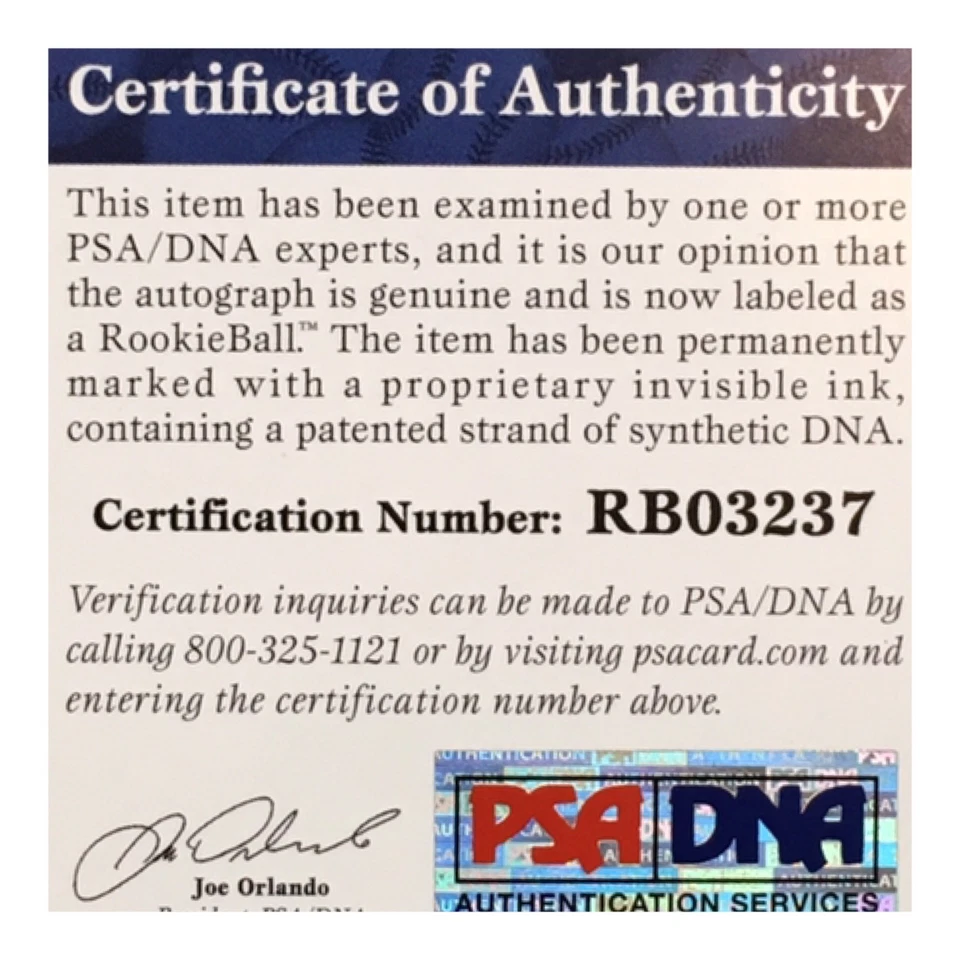 Certificate of Authenticity
This item has been examined by one or more
PSA/DNA experts, and it is our opinion that
the autograph is genuine and is now labeled as
a RookieBall.™ The item has been permanently
marked with a proprietary invisible ink,
containing a patented strand of synthetic DNA.
Certification Number: RB03237
Verification inquiries can be made to PSA/DNA by
calling 800-325-1121 or by visiting psacard.com and
entering the certification number above.
Joe Orlando
PSA DNA
AUTHENTICATION SERVICES